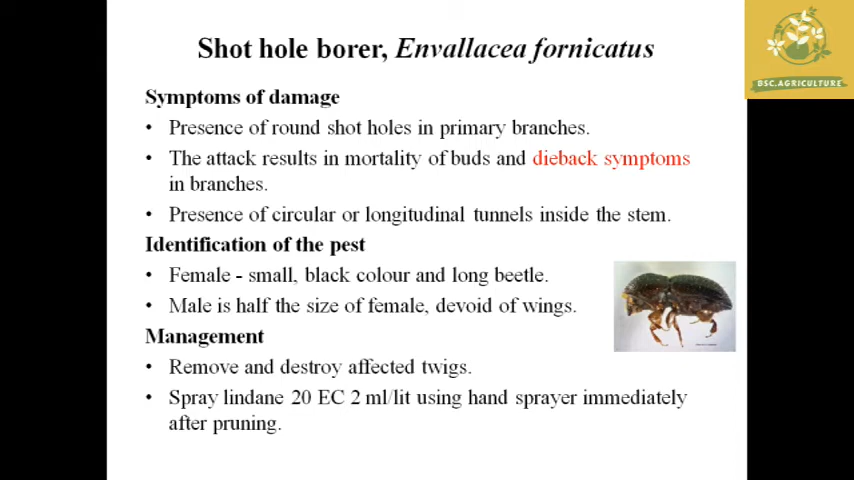 Shot hole borer, Envallacea fornicatus
BSC.AGRICULTURE
Symptoms of damage
• Presence of round shot holes in primary branches.
• The attack results in mortality of buds and dieback symptoms
in branches.
• Presence of circular or longitudinal tunnels inside the stem.
Identification of the pest
• Female - small, black colour and long beetle.
• Male is half the size of female, devoid of wings.
Management
• Remove and destroy affected twigs.
• Spray lindane 20 EC 2 ml/lit using hand sprayer immediately
after pruning.